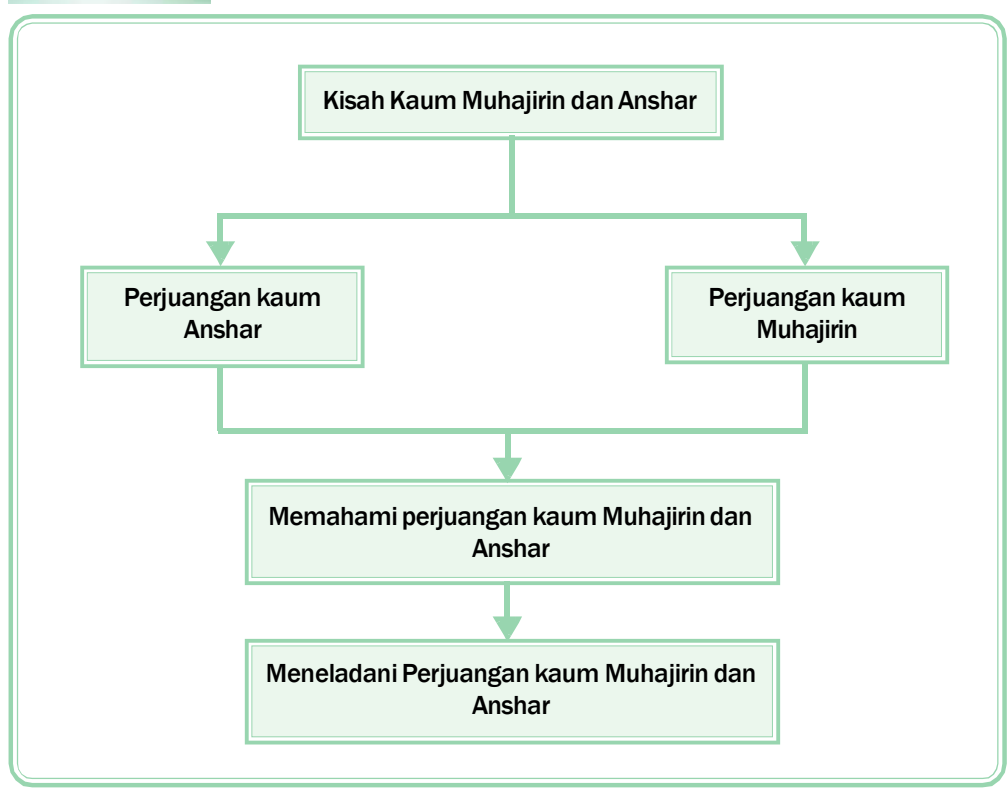 Kisah Kaum Muhajirin dan Anshar
Perjuangan kaum
Anshar
Perjuangan kaum
Muhajirin
Memahami perjuangan kaum Muhajirin dan
Anshar
Meneladani Perjuangan kaum Muhajirin dan
Anshar